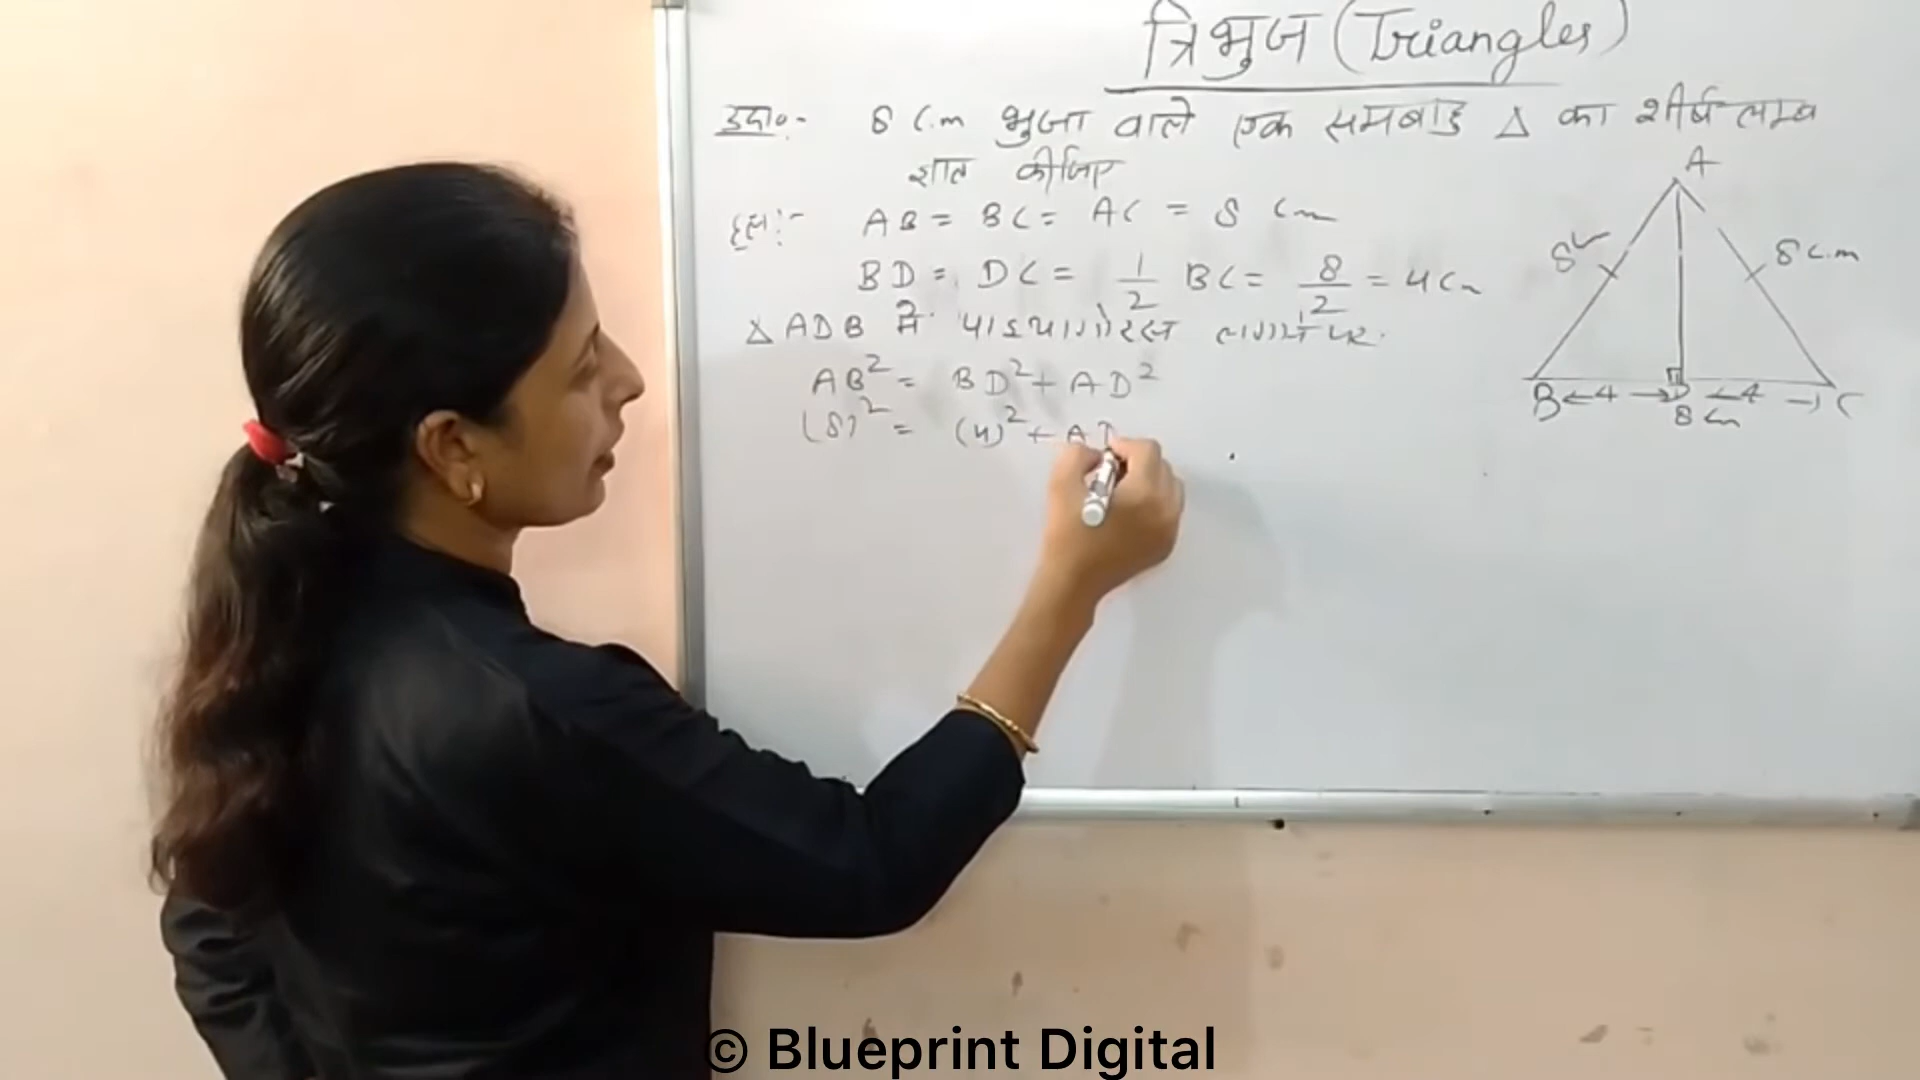 त्रिभुज (Triangles)
उदा०:- 8 c.m भुजा वाले एक समबाहु Δ का शीर्षलम्ब
ज्ञात कीजिए
हल:- AB = BC = AC = 8 cm
BD = DC = 1/2 BC = 8/2 = 4 cm
Δ ADB में पाइथागोरस लगाने पर
AB² = BD² + AD²
(8)² = (4)² + AD
A
8
8 c.m
B ← 4 → D ← 4 → C
8 cm
© Blueprint Digital